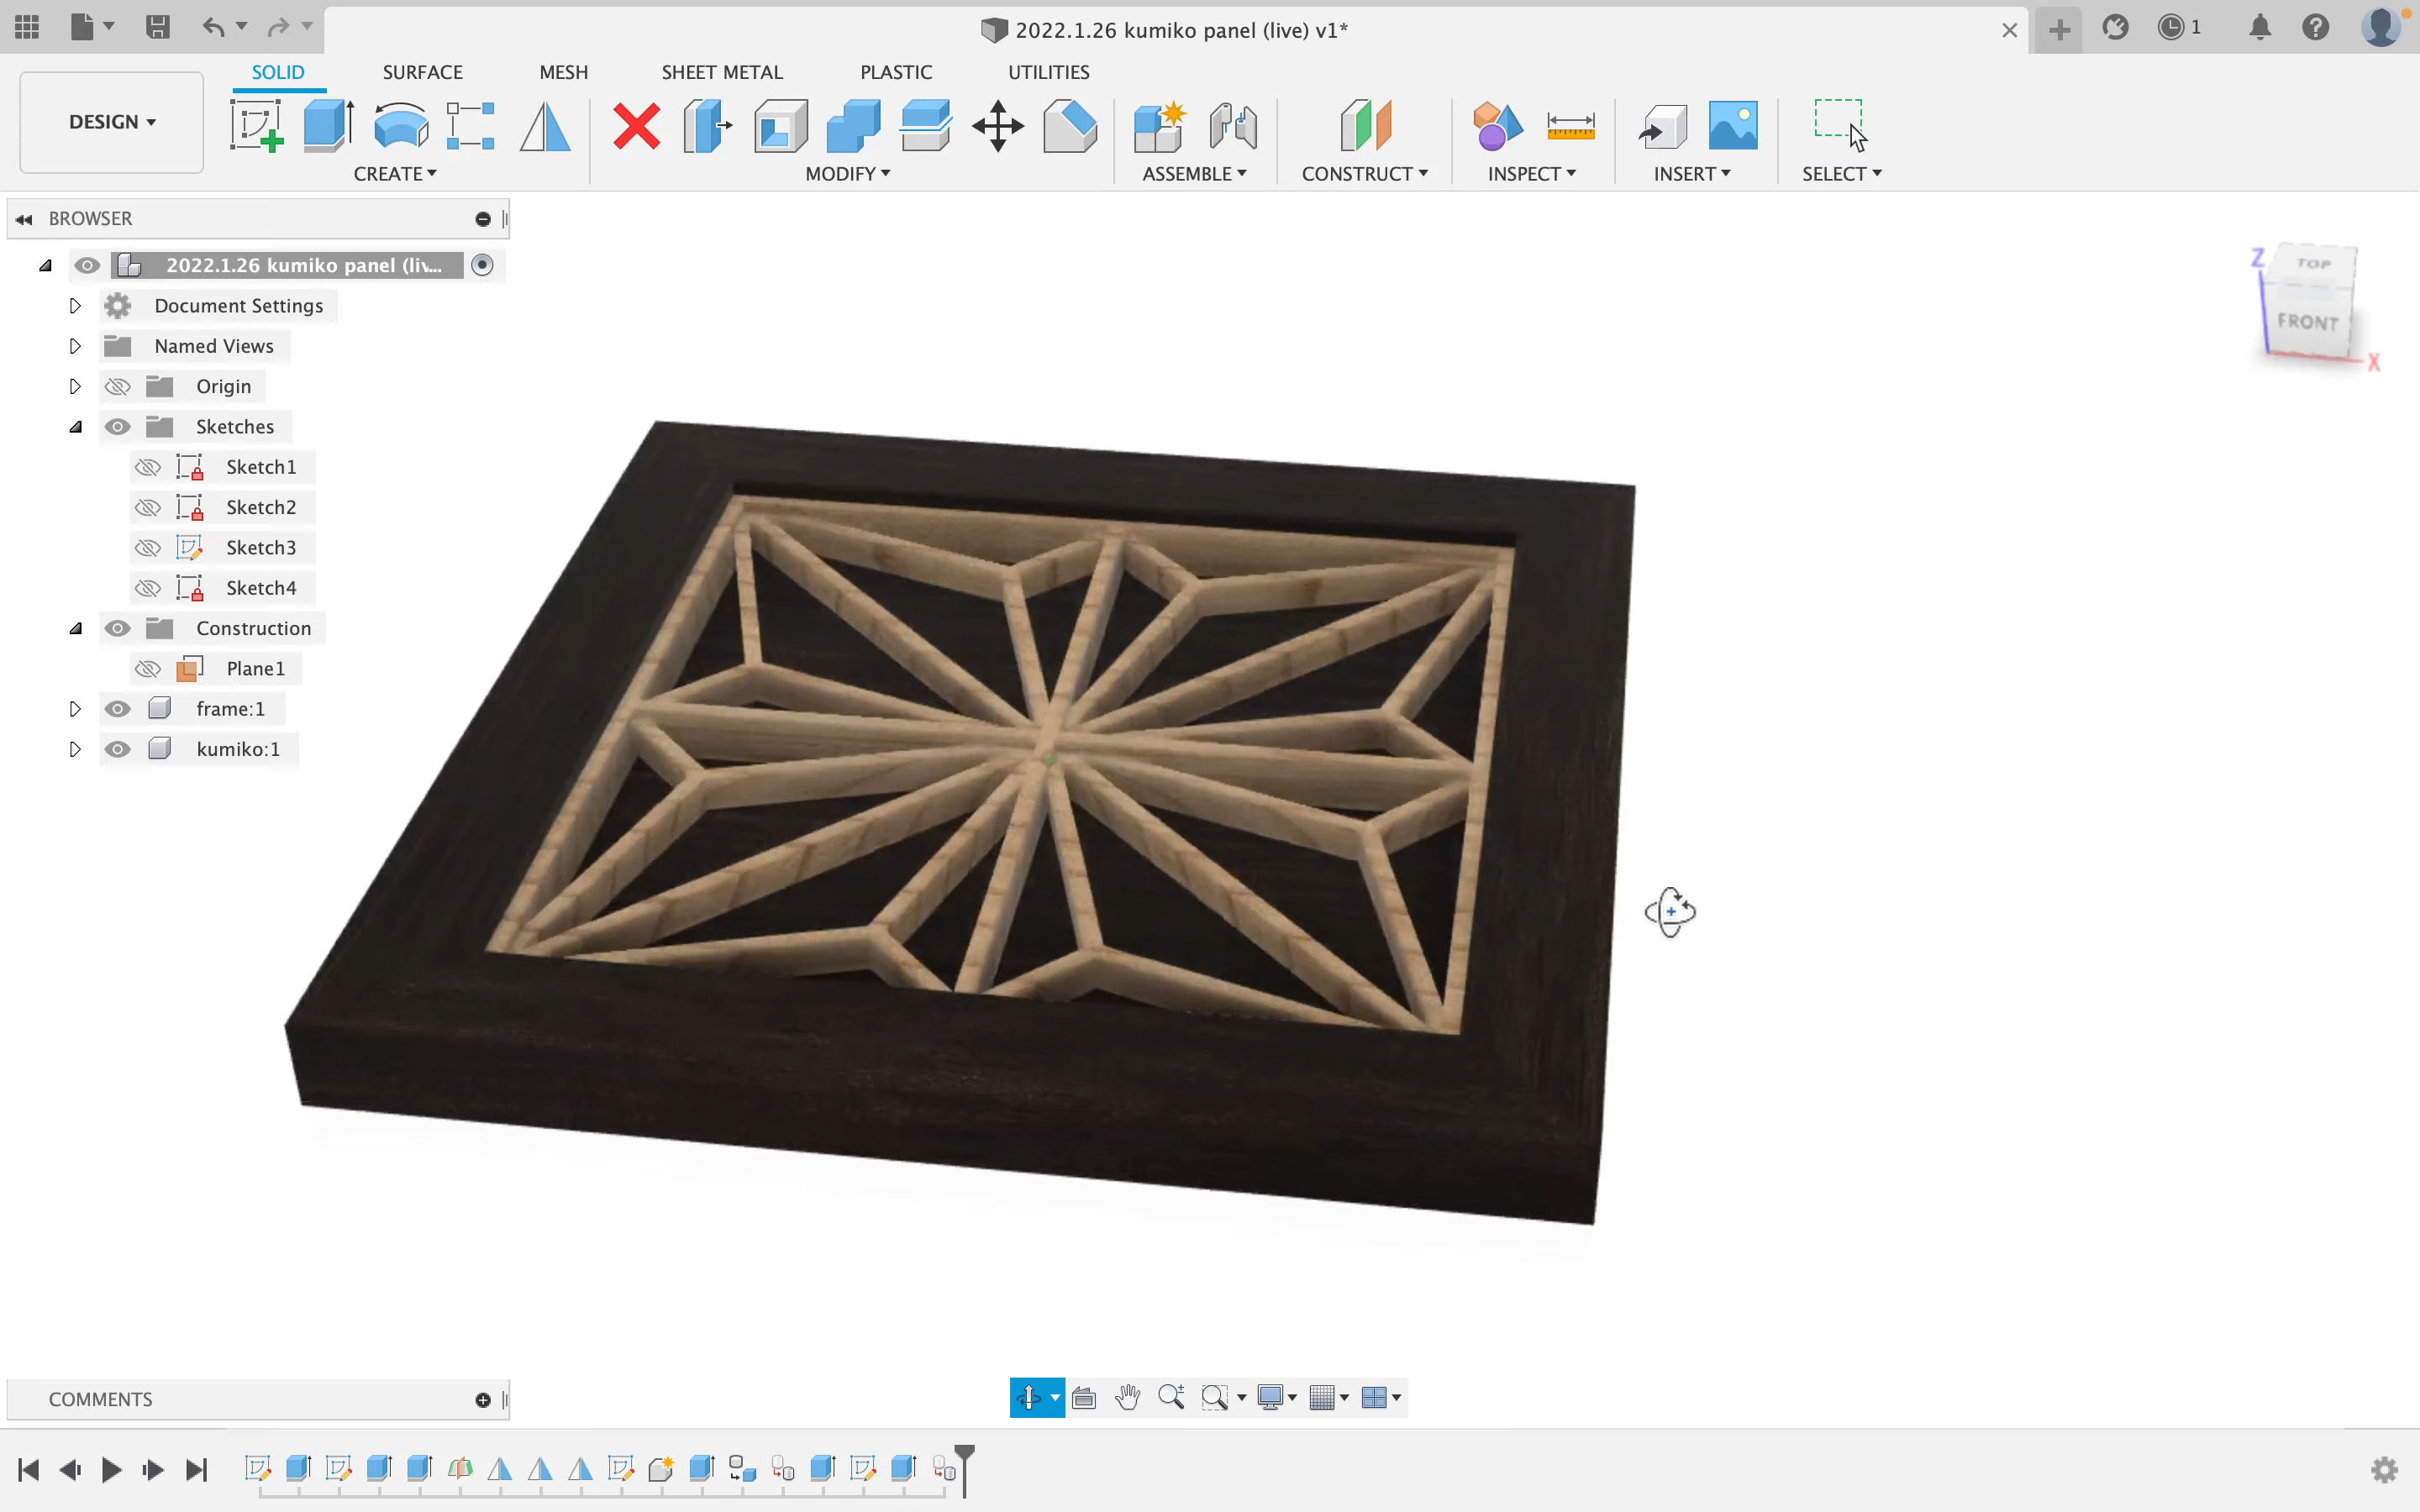 2022.1.26 kumiko panel (live) v1*
1
SOLID
SURFACE
MESH
SHEET METAL
PLASTIC
UTILITIES
DESIGN
CREATE
MODIFY
ASSEMBLE
CONSTRUCT
INSPECT
INSERT
SELECT
BROWSER
2022.1.26 kumiko panel (liv...
Document Settings
Named Views
Origin
Sketches
Sketch1
Sketch2
Sketch3
Sketch4
Construction
Plane1
frame:1
kumiko:1
Z
TOP
FRONT
X
COMMENTS